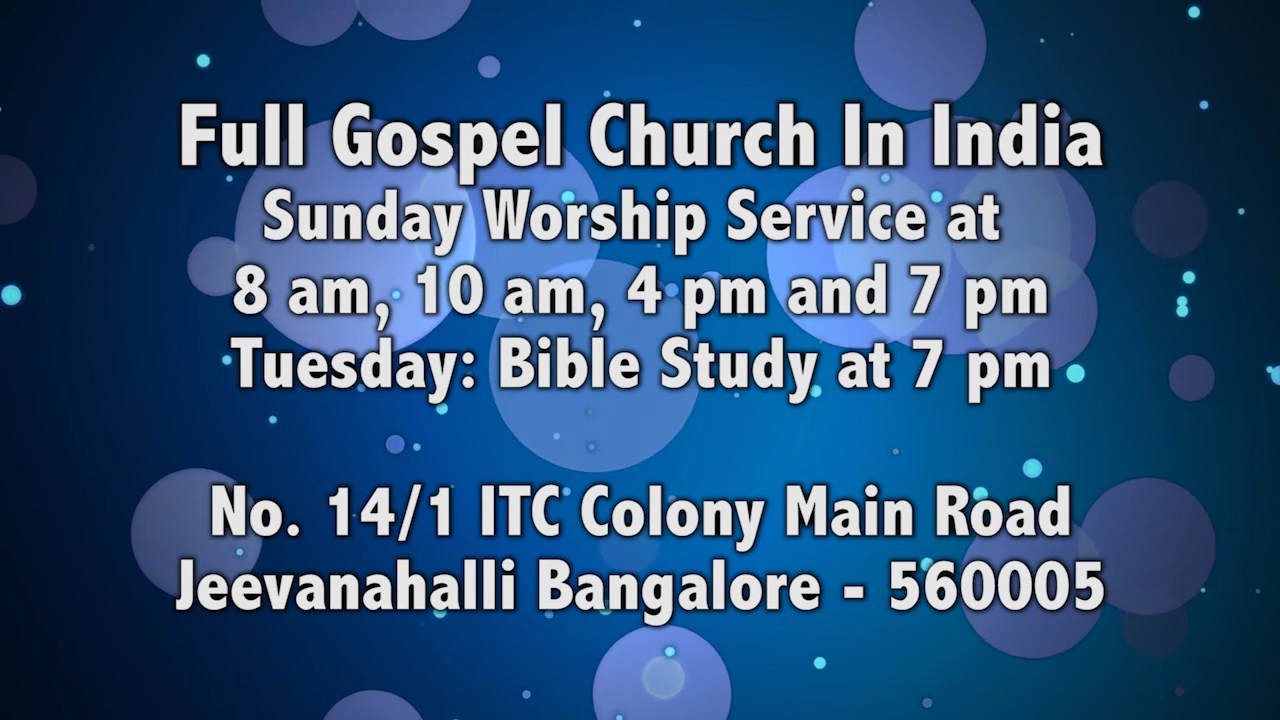 Full Gospel Church In India
Sunday Worship Service at
8 am, 10 am, 4 pm and 7 pm
Tuesday: Bible Study at 7 pm
No. 14/1 ITC Colony Main Road
Jeevanahalli Bangalore - 560005